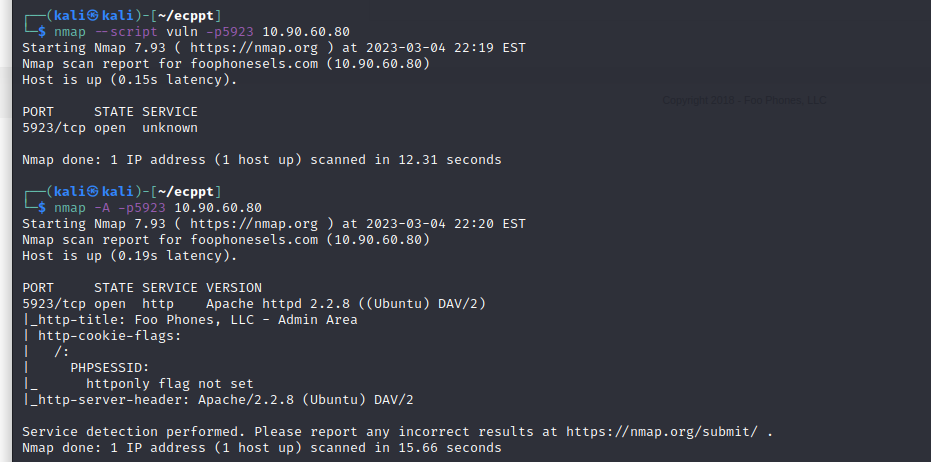 ┌──(kali㉿kali)-[~/ecppt]
└─$ nmap --script vuln -p5923 10.90.60.80
Starting Nmap 7.93 ( https://nmap.org ) at 2023-03-04 22:19 EST
Nmap scan report for foophonesels.com (10.90.60.80)
Host is up (0.15s latency).
Copyright 2016 - Foo Phones, LLC
PORT     STATE SERVICE
5923/tcp open  unknown
Nmap done: 1 IP address (1 host up) scanned in 12.31 seconds
┌──(kali㉿kali)-[~/ecppt]
└─$ nmap -A -p5923 10.90.60.80
Starting Nmap 7.93 ( https://nmap.org ) at 2023-03-04 22:20 EST
Nmap scan report for foophonesels.com (10.90.60.80)
Host is up (0.19s latency).
PORT     STATE SERVICE VERSION
5923/tcp open  http    Apache httpd 2.2.8 ((Ubuntu) DAV/2)
|_http-title: Foo Phones, LLC - Admin Area
| http-cookie-flags:
|   /:
|     PHPSESSID:
|_      httponly flag not set
|_http-server-header: Apache/2.2.8 (Ubuntu) DAV/2
Service detection performed. Please report any incorrect results at https://nmap.org/submit/ .
Nmap done: 1 IP address (1 host up) scanned in 15.66 seconds